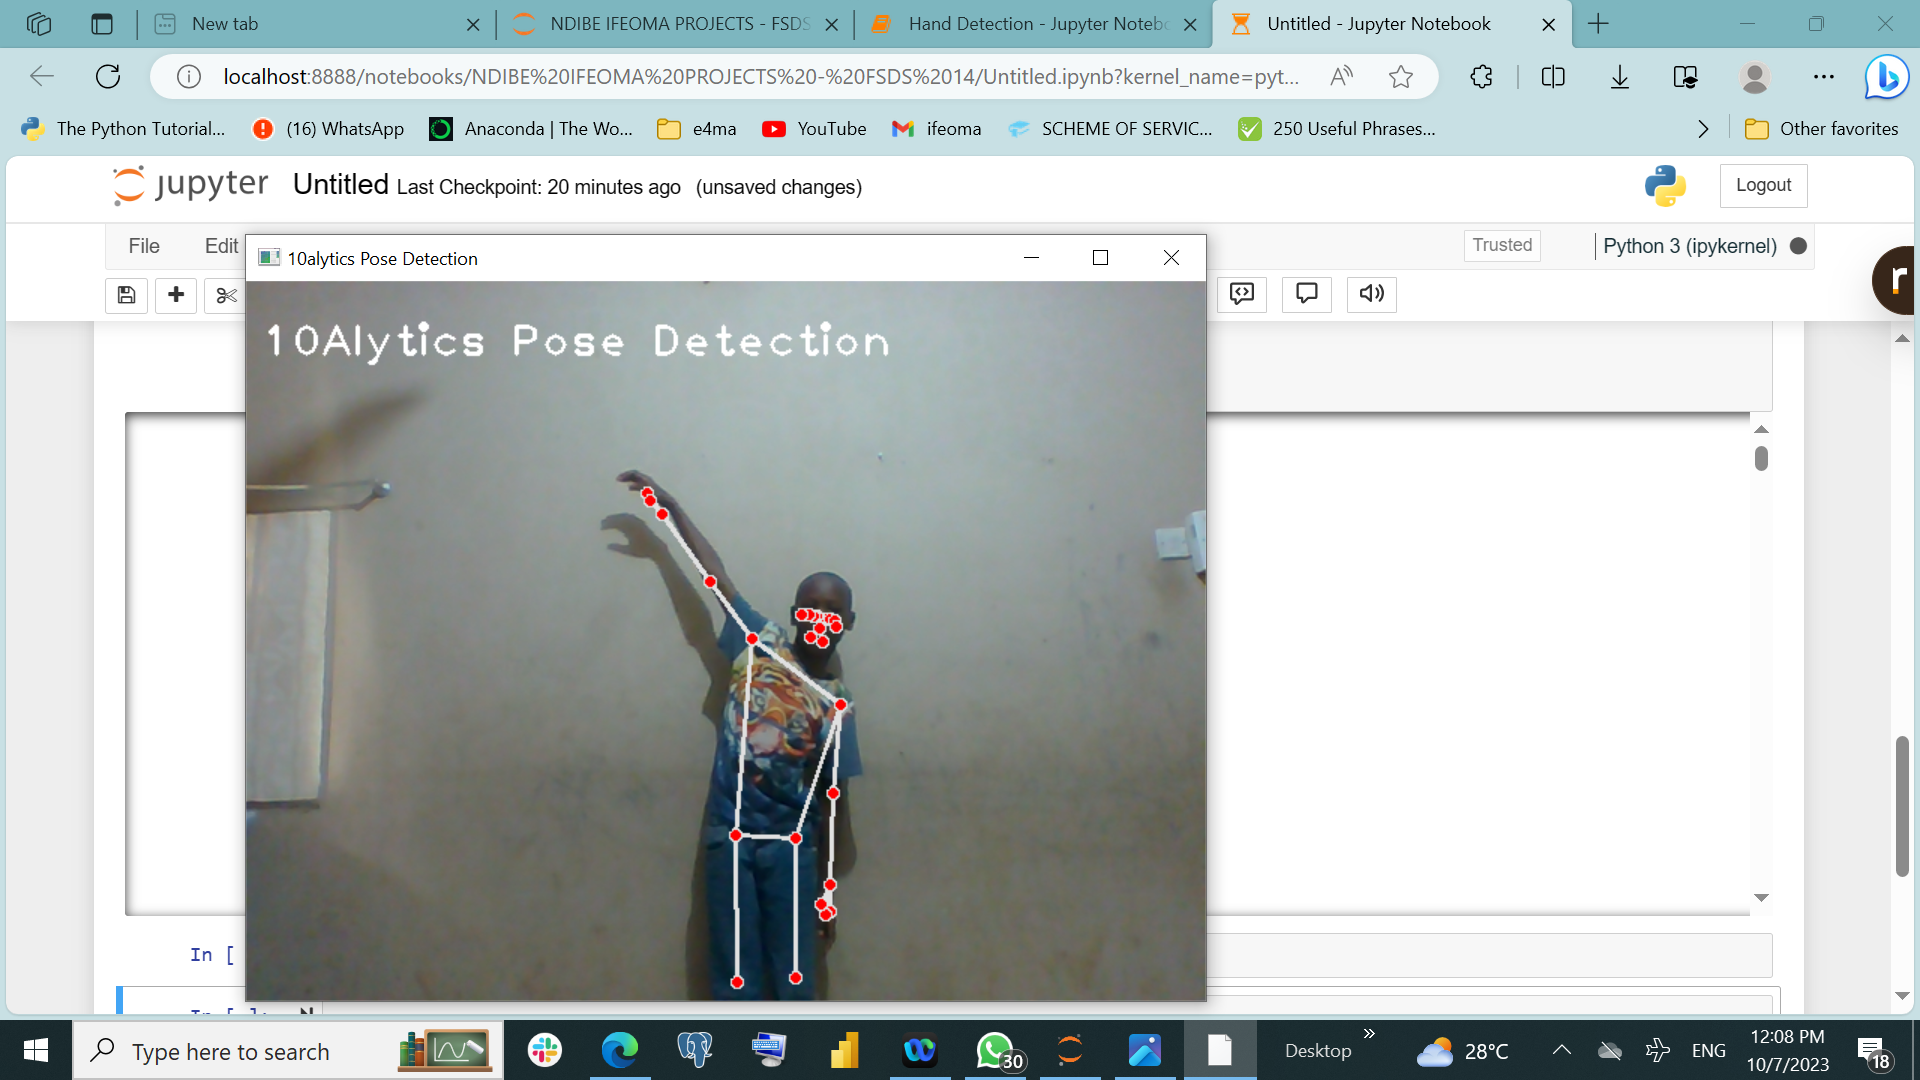 New tab
NDIBE IFEOMA PROJECTS - FSDS
Hand Detection - Jupyter Notebo
Untitled - Jupyter Notebook
localhost:8888/notebooks/NDIBE%20IFEOMA%20PROJECTS%20-%20FSDS%2014/Untitled.ipynb?kernel_name=pyt...
The Python Tutorial...
(16) WhatsApp
Anaconda | The Wo...
e4ma
YouTube
ifeoma
SCHEME OF SERVIC...
250 Useful Phrases...
Other favorites
jupyter Untitled Last Checkpoint: 20 minutes ago (unsaved changes)
Logout
File Edit
Trusted
Python 3 (ipykernel)
r
10alytics Pose Detection
10Alytics Pose Detection
In [
In [ ]:
Type here to search
30
Desktop
28°C
ENG
12:08 PM
10/7/2023
18